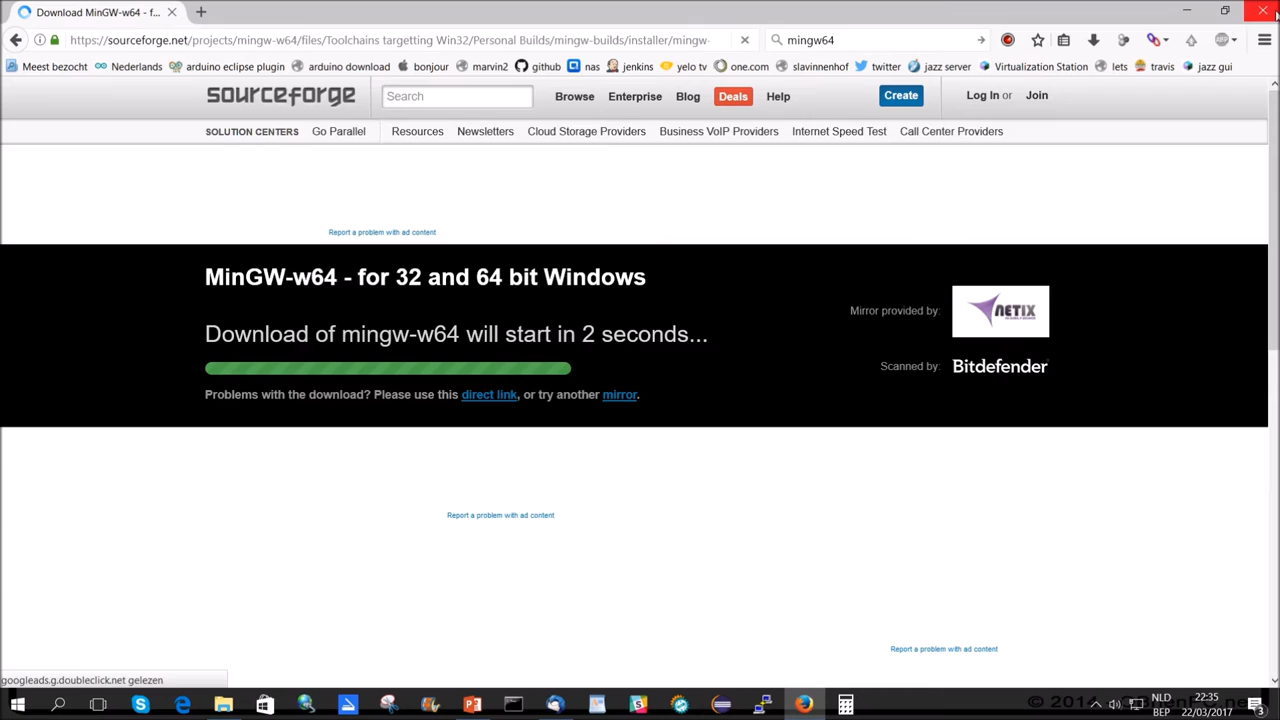 Download MinGW-w64 - f...
https://sourceforge.net/projects/mingw-w64/files/Toolchains targetting Win32/Personal Builds/mingw-builds/installer/mingw-
mingw64
Meest bezocht Nederlands arduino eclipse plugin arduino download bonjour marvin2 github nas jenkins yelo tv one.com slavinnenhof twitter jazz server Virtualization Station lets travis jazz gui
sourceforge Search Browse Enterprise Blog Deals Help Create Log In or Join
SOLUTION CENTERS Go Parallel Resources Newsletters Cloud Storage Providers Business VoIP Providers Internet Speed Test Call Center Providers
Report a problem with ad content
MinGW-w64 - for 32 and 64 bit Windows
Mirror provided by: NETIX
Download of mingw-w64 will start in 2 seconds...
Scanned by: Bitdefender
Problems with the download? Please use this direct link, or try another mirror.
Report a problem with ad content
Report a problem with ad content
googleads.g.doubleclick.net gelezen
NLD 22:35
BEP 22/03/2017 3